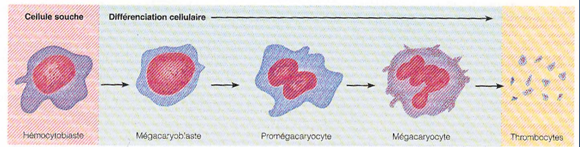 Cellule souche
Différenciation cellulaire
Hémocytoblaste
Mégacaryoblaste
Promégacaryocyte
Mégacaryocyte
Thrombocytes